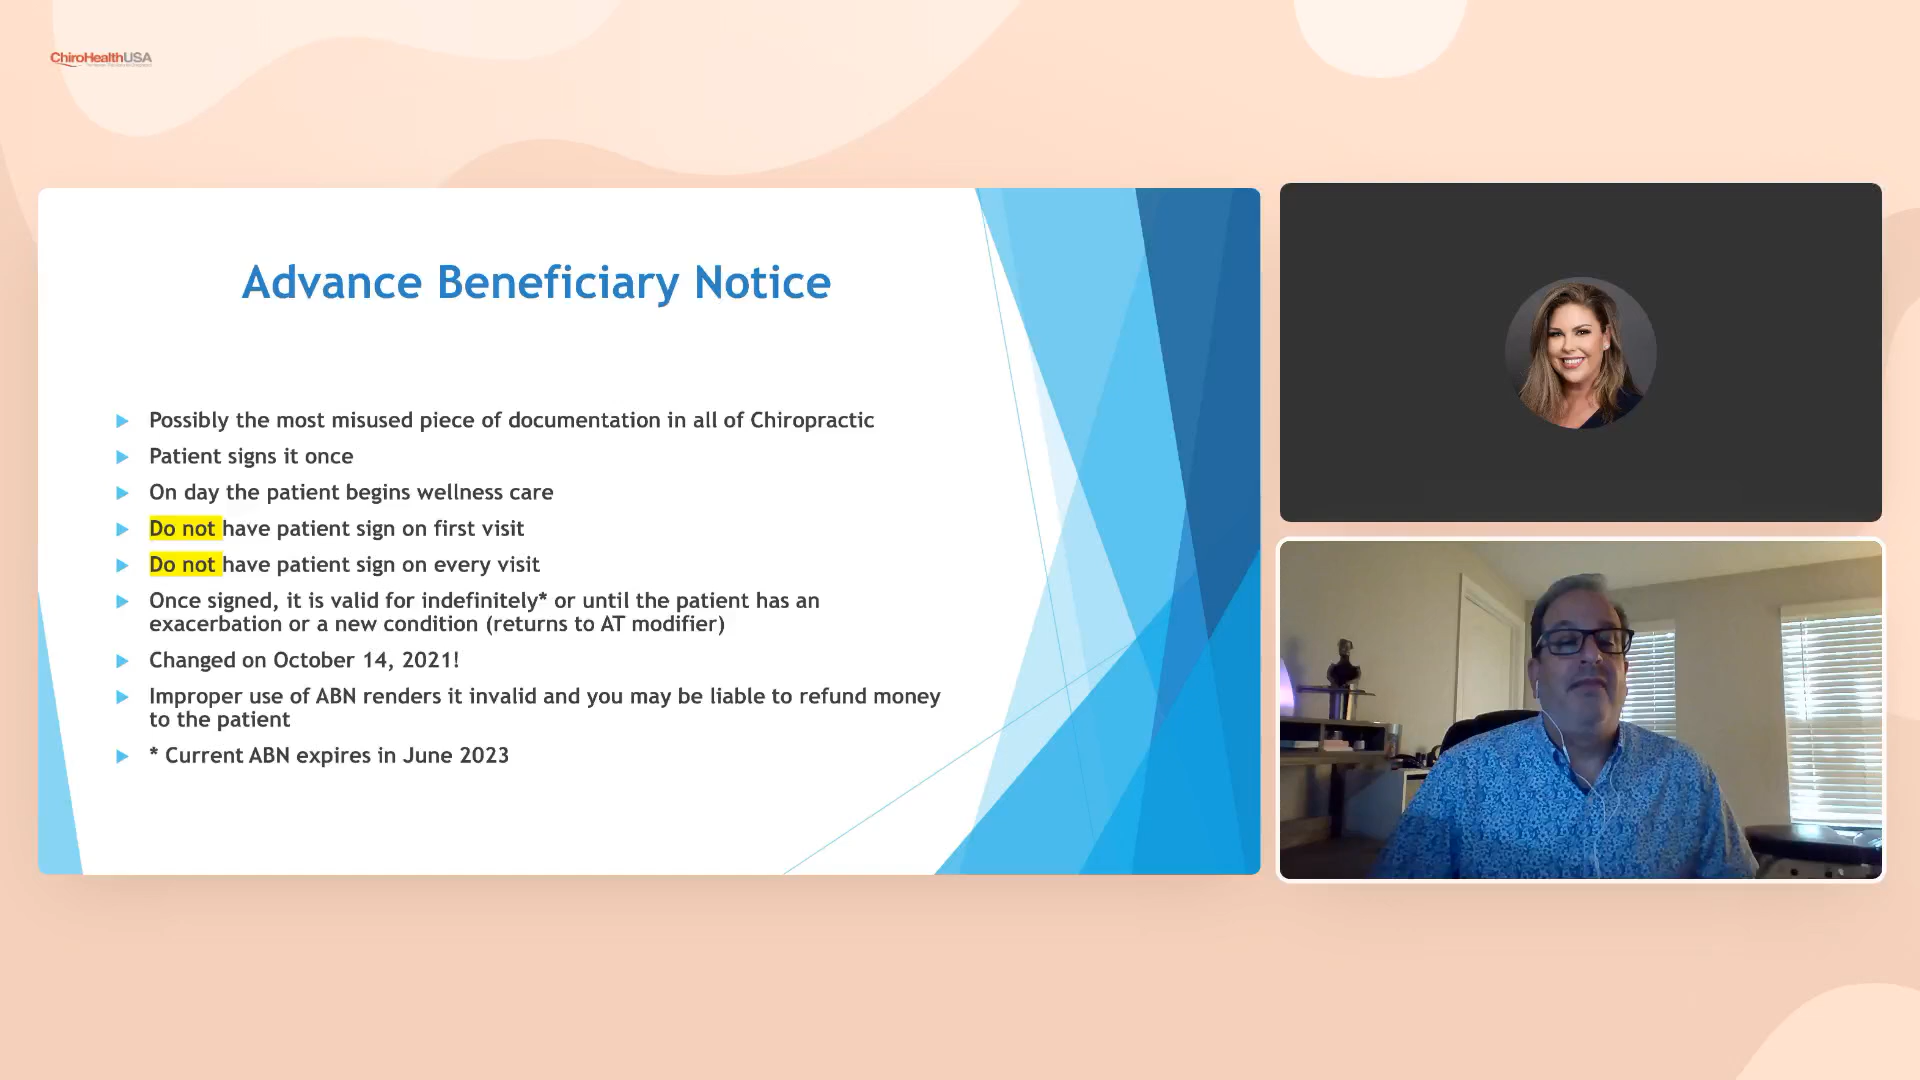 ChiroHealthUSA
Advance Beneficiary Notice
Possibly the most misused piece of documentation in all of Chiropractic
Patient signs it once
On day the patient begins wellness care
Do not have patient sign on first visit
Do not have patient sign on every visit
Once signed, it is valid for indefinitely* or until the patient has an
exacerbation or a new condition (returns to AT modifier)
Changed on October 14, 2021!
Improper use of ABN renders it invalid and you may be liable to refund money
to the patient
* Current ABN expires in June 2023